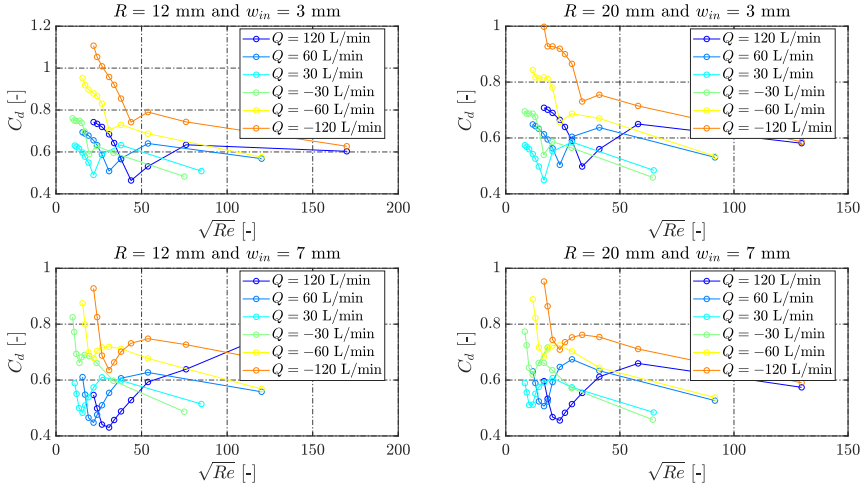 R = 12 mm and w_in = 3 mm
1.2
1
0.8
0.6
0.4
C_d [-]
0
50
100
150
200
√Re [-]
Q = 120 L/min
Q = 60 L/min
Q = 30 L/min
Q = −30 L/min
Q = −60 L/min
Q = −120 L/min
R = 20 mm and w_in = 3 mm
1
0.8
0.6
0.4
C_d [-]
0
50
100
150
√Re [-]
Q = 120 L/min
Q = 60 L/min
Q = 30 L/min
Q = −30 L/min
Q = −60 L/min
Q = −120 L/min
R = 12 mm and w_in = 7 mm
1
0.8
0.6
0.4
C_d [-]
0
50
100
150
200
√Re [-]
Q = 120 L/min
Q = 60 L/min
Q = 30 L/min
Q = −30 L/min
Q = −60 L/min
Q = −120 L/min
R = 20 mm and w_in = 7 mm
1
0.8
0.6
0.4
C_d [-]
0
50
100
150
√Re [-]
Q = 120 L/min
Q = 60 L/min
Q = 30 L/min
Q = −30 L/min
Q = −60 L/min
Q = −120 L/min